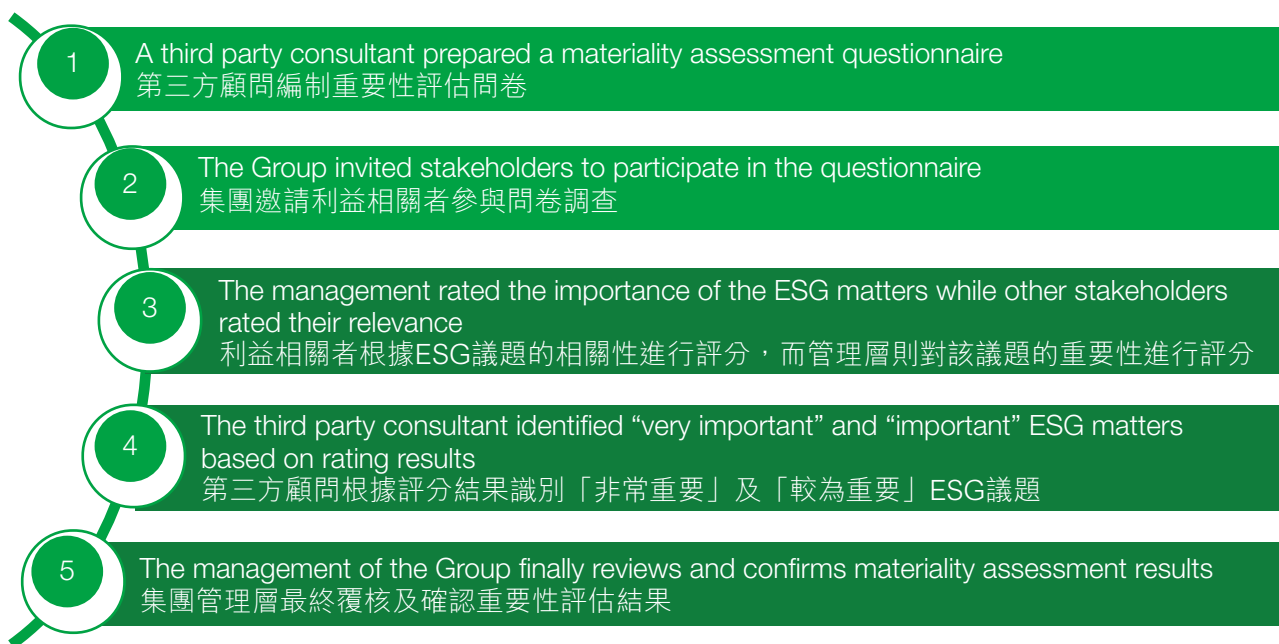 1
A third party consultant prepared a materiality assessment questionnaire
第三方顧問編制重要性評估問卷
2
The Group invited stakeholders to participate in the questionnaire
集團邀請利益相關者參與問卷調查
3
The management rated the importance of the ESG matters while other stakeholders
rated their relevance
利益相關者根據ESG議題的相關性進行評分，而管理層則對該議題的重要性進行評分
4
The third party consultant identified “very important” and “important” ESG matters
based on rating results
第三方顧問根據評分結果識別「非常重要」及「較為重要」ESG議題
5
The management of the Group finally reviews and confirms materiality assessment results
集團管理層最終覆核及確認重要性評估結果